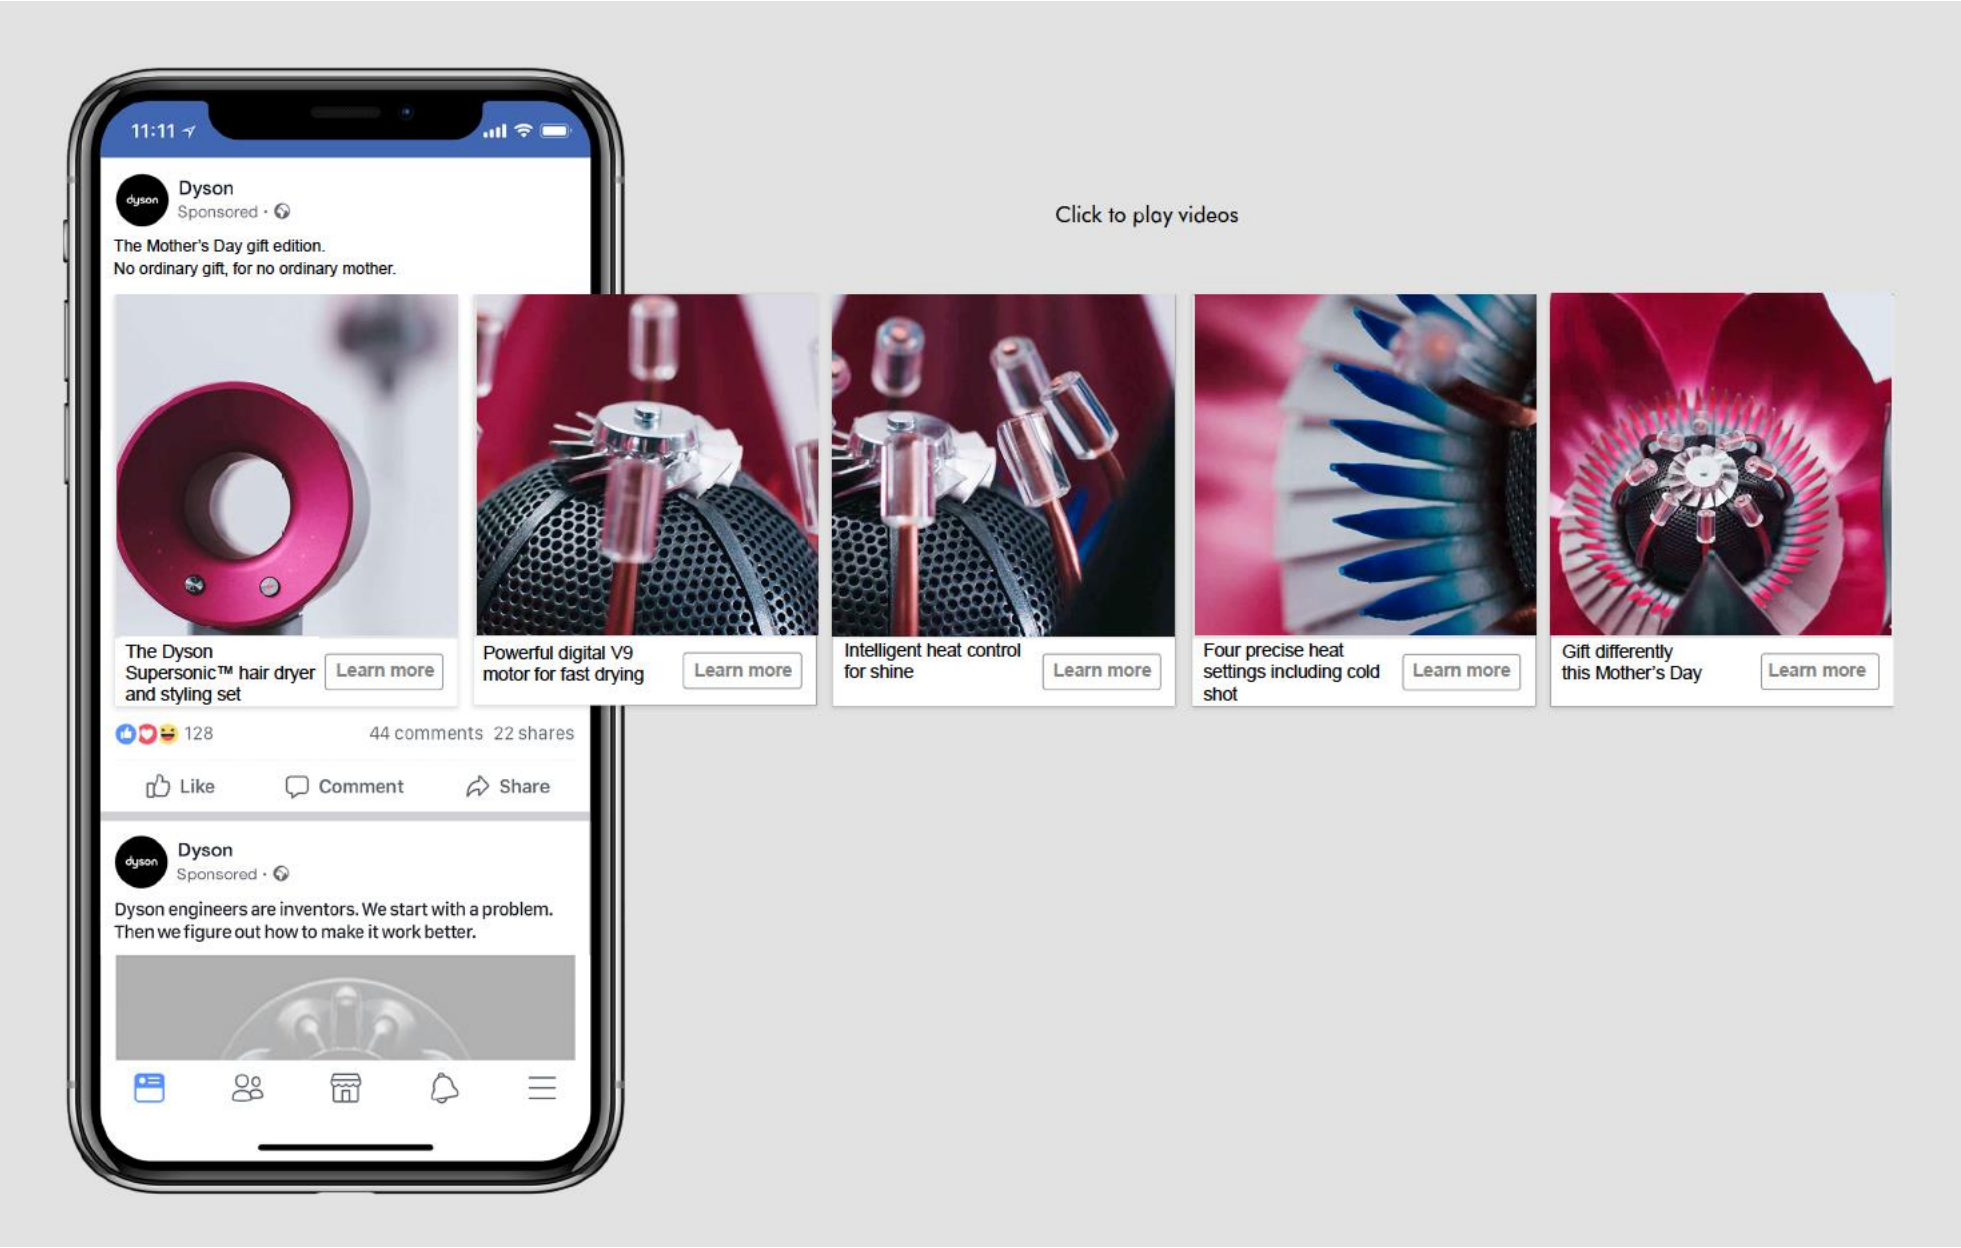 11:11
dyson
Dyson
Sponsored ·
The Mother's Day gift edition.
No ordinary gift, for no ordinary mother.
Click to play videos
The Dyson
Supersonic™ hair dryer
and styling set
Learn more
Powerful digital V9
motor for fast drying
Learn more
Intelligent heat control
for shine
Learn more
Four precise heat
settings including cold
shot
Learn more
Gift differently
this Mother's Day
Learn more
128
44 comments 22 shares
Like
Comment
Share
dyson
Dyson
Sponsored ·
Dyson engineers are inventors. We start with a problem.
Then we figure out how to make it work better.